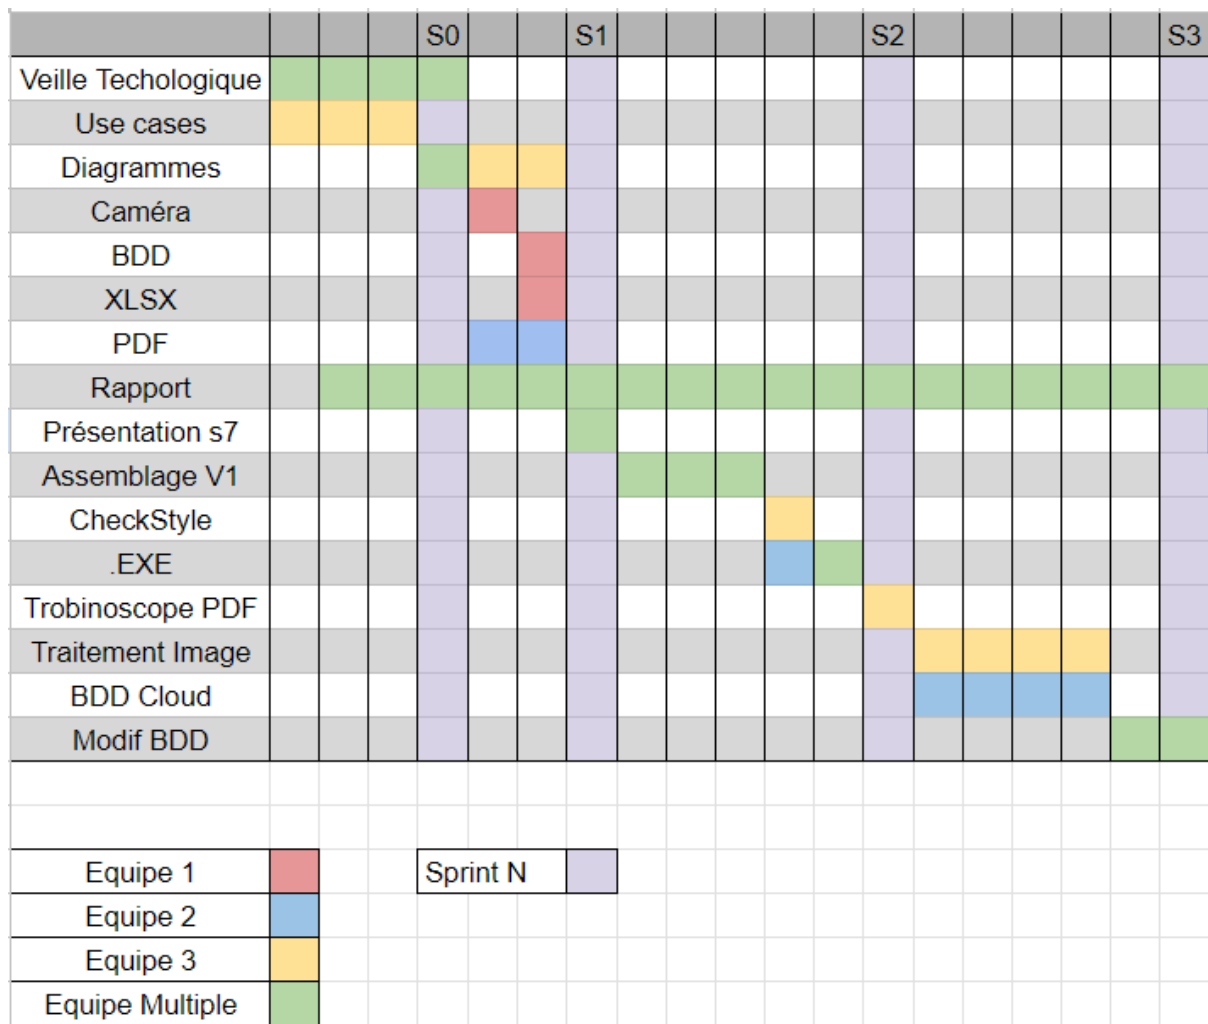 S0 S1 S2 S3
Veille Techologique
Use cases
Diagrammes
Caméra
BDD
XLSX
PDF
Rapport
Présentation s7
Assemblage V1
CheckStyle
.EXE
Trobinoscope PDF
Traitement Image
BDD Cloud
Modif BDD
Equipe 1 Sprint N
Equipe 2
Equipe 3
Equipe Multiple